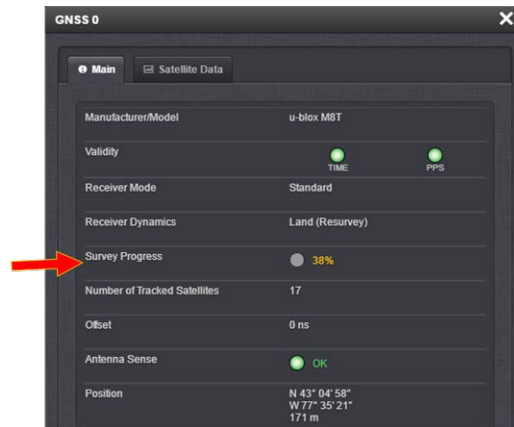 GNSS 0
Main
Satellite Data
Manufacturer/Model u-blox M8T
Validity
TIME PPS
Receiver Mode Standard
Receiver Dynamics Land (Resurvey)
Survey Progress 38%
Number of Tracked Satellites 17
Offset 0 ns
Antenna Sense OK
Position N 43° 04' 58"
W 77° 35' 21"
171 m